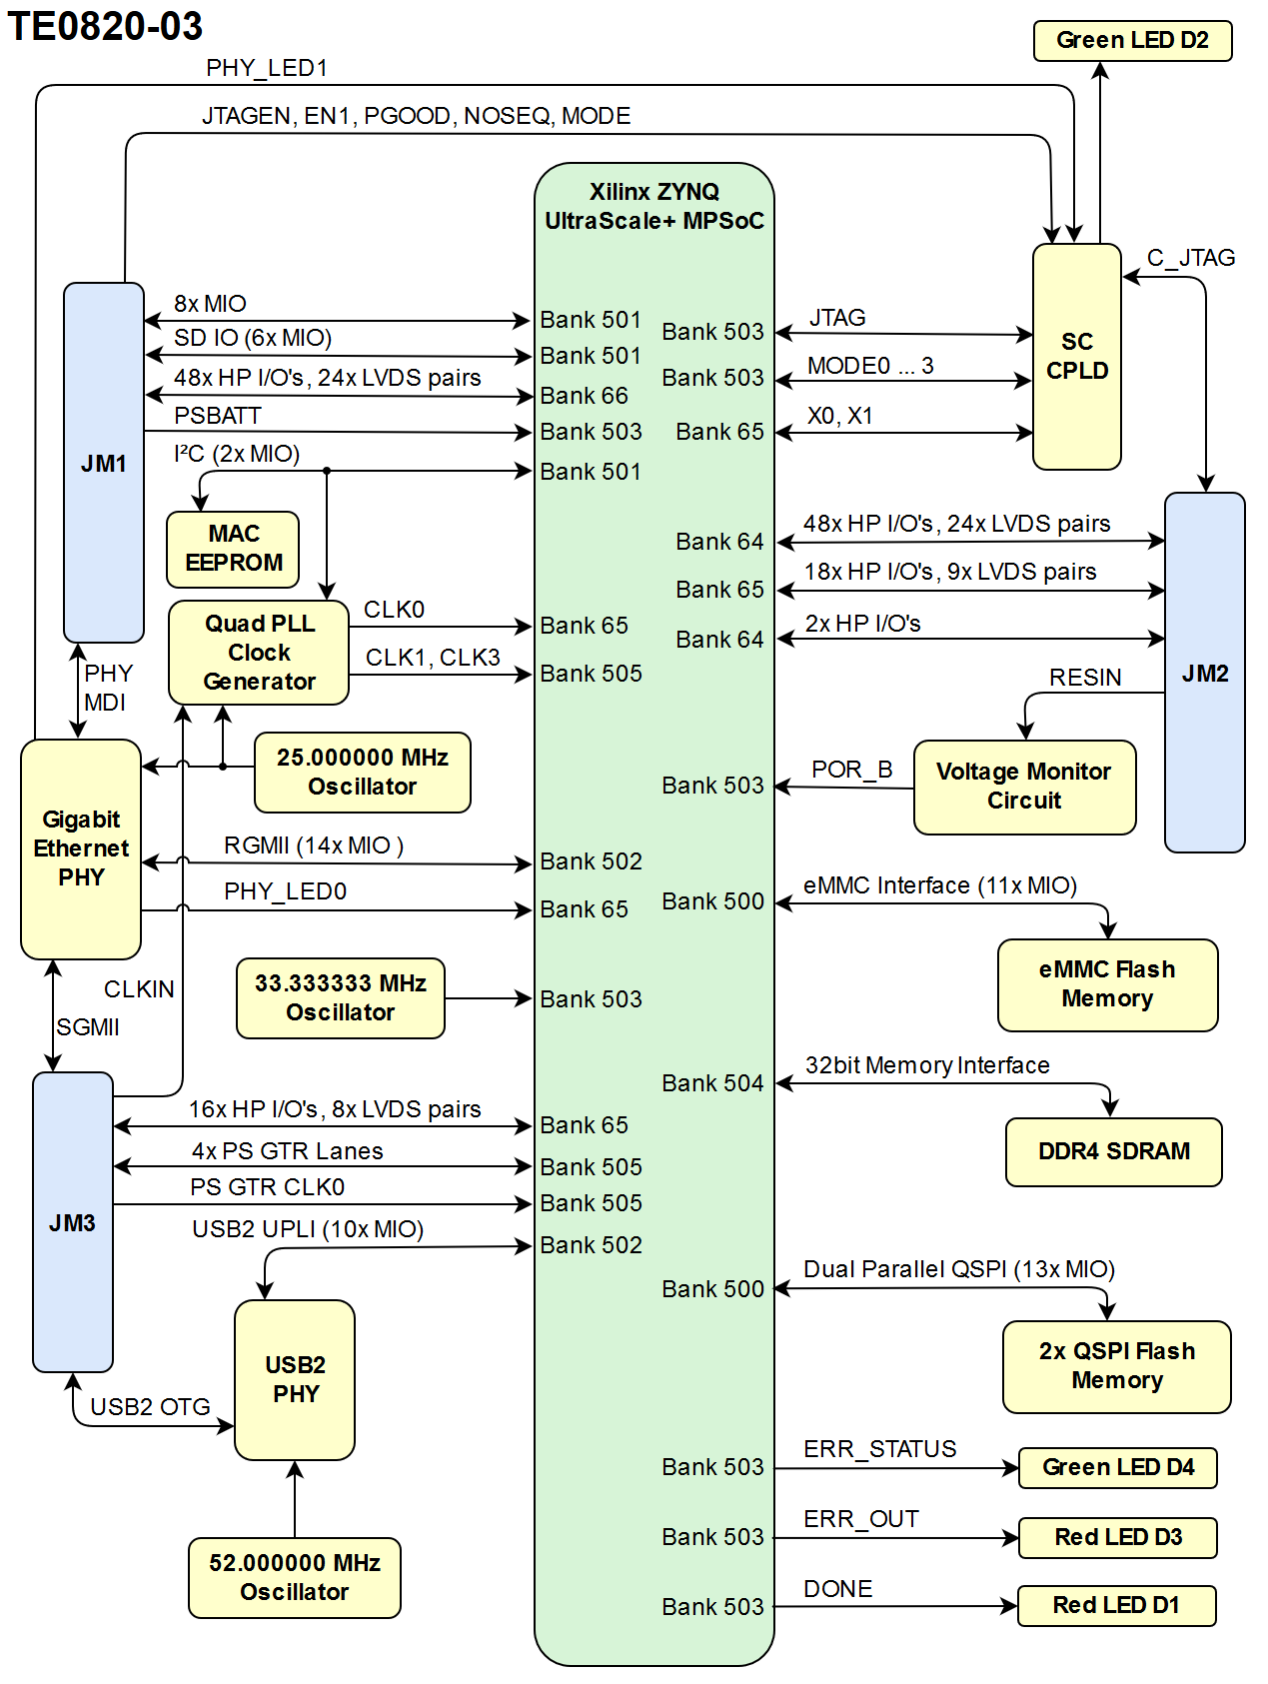 TE0820-03
Green LED D2
PHY_LED1
JTAGEN, EN1, PGOOD, NOSEQ, MODE
Xilinx ZYNQ
UltraScale+ MPSoC
C_JTAG
8x MIO
Bank 501
SD IO (6x MIO)
Bank 501
48x HP I/O's, 24x LVDS pairs
Bank 66
PSBATT
Bank 503
I²C (2x MIO)
Bank 501
JM1
Bank 503
JTAG
Bank 503
MODE0 ... 3
Bank 65
X0, X1
SC
CPLD
MAC
EEPROM
Bank 64
48x HP I/O's, 24x LVDS pairs
Bank 65
18x HP I/O's, 9x LVDS pairs
Bank 64
2x HP I/O's
JM2
Quad PLL
Clock
Generator
CLK0
Bank 65
CLK1, CLK3
Bank 505
PHY
MDI
RESIN
25.000000 MHz
Oscillator
Bank 503
POR_B
Voltage Monitor
Circuit
Gigabit
Ethernet
PHY
RGMII (14x MIO )
Bank 502
PHY_LED0
Bank 65
Bank 500
eMMC Interface (11x MIO)
eMMC Flash
Memory
CLKIN
33.333333 MHz
Oscillator
Bank 503
SGMII
Bank 504
32bit Memory Interface
DDR4 SDRAM
16x HP I/O's, 8x LVDS pairs
Bank 65
4x PS GTR Lanes
Bank 505
PS GTR CLK0
Bank 505
JM3
USB2 UPLI (10x MIO)
Bank 502
Bank 500
Dual Parallel QSPI (13x MIO)
2x QSPI Flash
Memory
USB2
PHY
USB2 OTG
Bank 503
ERR_STATUS
Green LED D4
Bank 503
ERR_OUT
Red LED D3
52.000000 MHz
Oscillator
Bank 503
DONE
Red LED D1